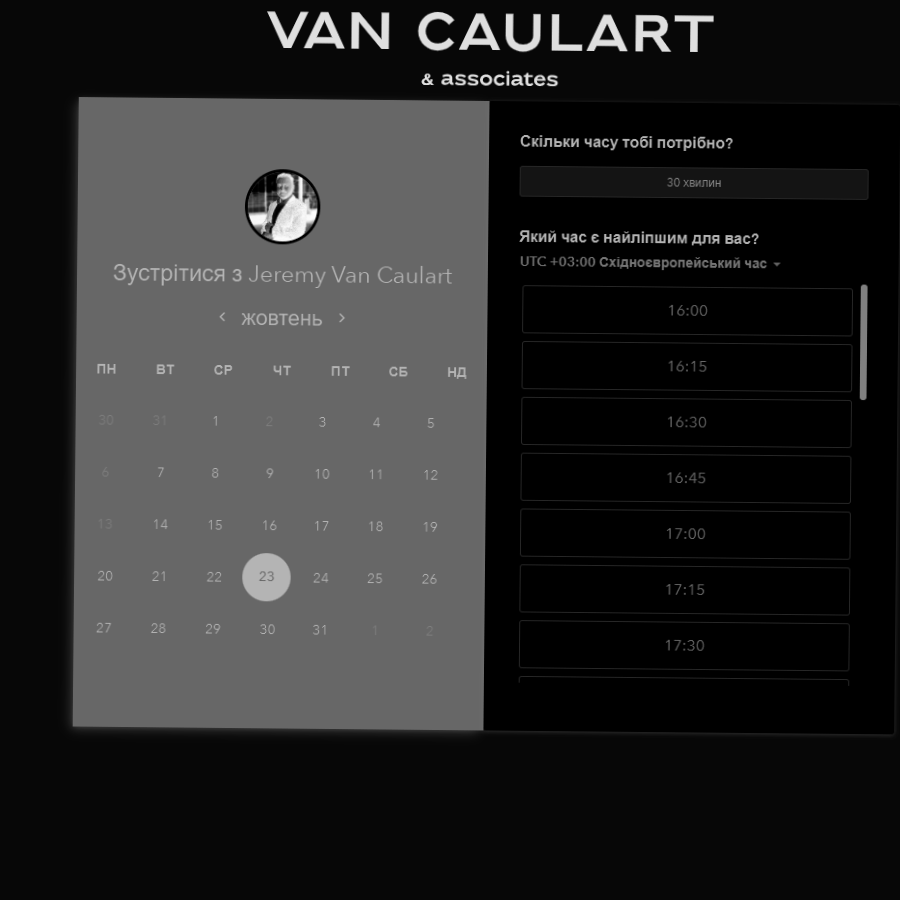 VAN CAULART
& associates
Зустрітися з Jeremy Van Caulart
жовтень
ПН ВТ СР ЧТ ПТ СБ НД
30 31 1 2 3 4 5
6 7 8 9 10 11 12
13 14 15 16 17 18 19
20 21 22 23 24 25 26
27 28 29 30 31 1 2
Скільки часу тобі потрібно?
30 хвилин
Який час є найліпшим для вас?
UTC +03:00 Східноєвропейський час
16:00
16:15
16:30
16:45
17:00
17:15
17:30